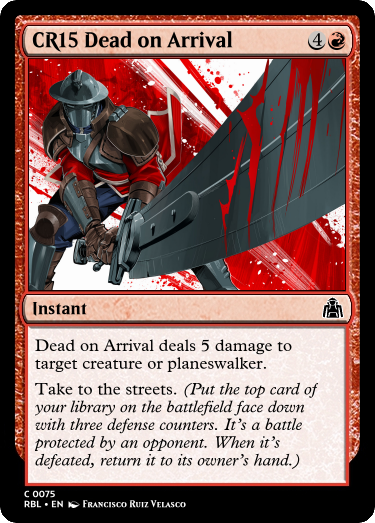 CR15 Dead on Arrival 4
Instant
Dead on Arrival deals 5 damage to
target creature or planeswalker.
Take to the streets. (Put the top card of
your library on the battlefield face down
with three defense counters. It's a battle
protected by an opponent. When it's
defeated, return it to its owner's hand.)
C 0075
RBL • EN Francisco Ruiz Velasco